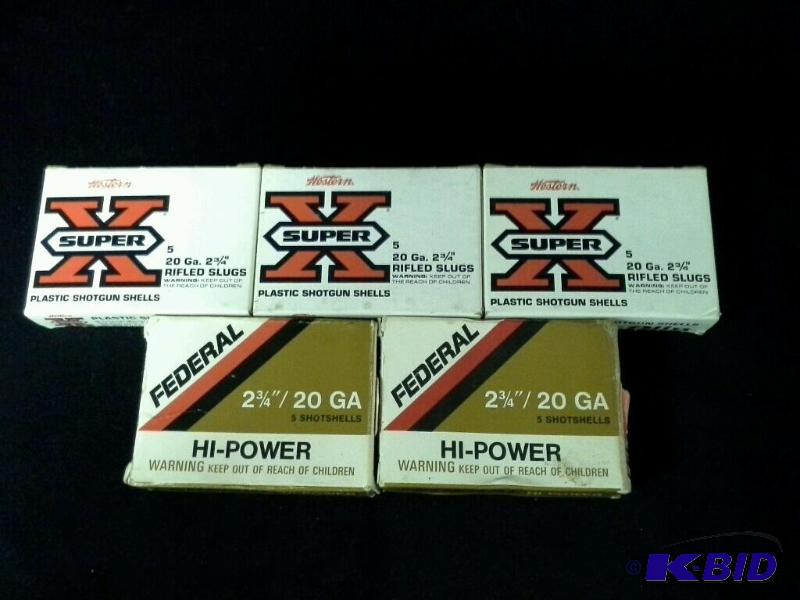 Western
X
SUPER
5
20 Ga. 2¾"
RIFLED SLUGS
WARNING: KEEP OUT OF
THE REACH OF CHILDREN
PLASTIC SHOTGUN SHELLS
Western
X
SUPER
5
20 Ga. 2¾"
RIFLED SLUGS
WARNING: KEEP OUT OF
THE REACH OF CHILDREN
PLASTIC SHOTGUN SHELLS
Western
X
SUPER
5
20 Ga. 2¾"
RIFLED SLUGS
WARNING: KEEP OUT OF
THE REACH OF CHILDREN
PLASTIC SHOTGUN SHELLS
FEDERAL
2¾"/20 GA
5 SHOTSHELLS
HI-POWER
WARNING KEEP OUT OF REACH OF CHILDREN
FEDERAL
2¾"/20 GA
5 SHOTSHELLS
HI-POWER
WARNING KEEP OUT OF REACH OF CHILDREN
© K-BID